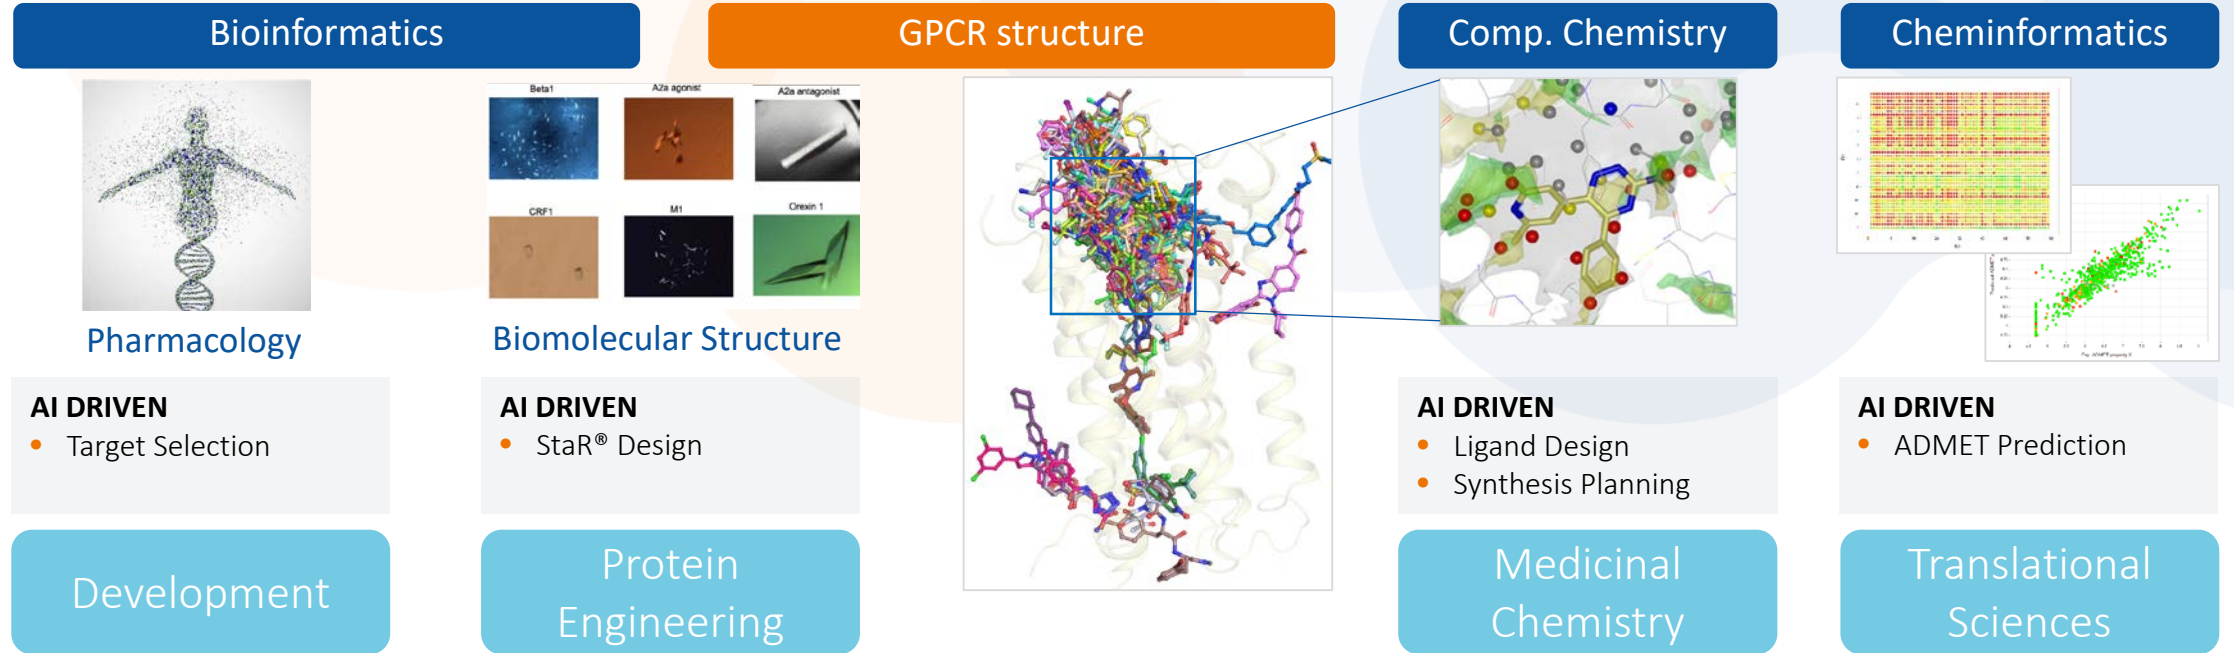 Bioinformatics
GPCR structure
Comp. Chemistry
Cheminformatics
Beta1
A2a agonist
A2a antagonist
CRF1
M1
Orexin 1
Pharmacology
Biomolecular Structure
AI DRIVEN
• Target Selection
AI DRIVEN
• StaR® Design
AI DRIVEN
• Ligand Design
• Synthesis Planning
AI DRIVEN
• ADMET Prediction
Development
Protein
Engineering
Medicinal
Chemistry
Translational
Sciences